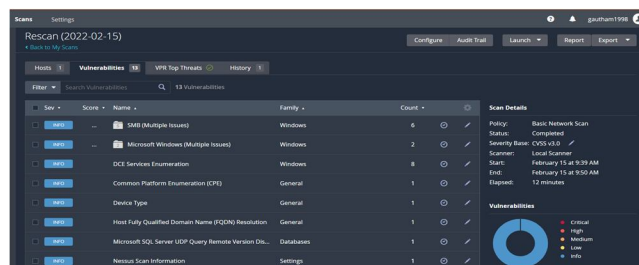 Scans Settings gautham1998
Rescan (2022-02-15)
Back to My Scans
Configure Audit Trail Launch Report Export
Hosts 1 Vulnerabilities 13 VPR Top Threats History 1
Filter Search Vulnerabilities 13 Vulnerabilities
Sev Score Name Family Count
INFO ... SMB (Multiple Issues) Windows 6
INFO ... Microsoft Windows (Multiple Issues) Windows 2
INFO DCE Services Enumeration Windows 8
INFO Common Platform Enumeration (CPE) General 1
INFO Device Type General 1
INFO Host Fully Qualified Domain Name (FQDN) Resolution General 1
INFO Microsoft SQL Server UDP Query Remote Version Dis... Databases 1
INFO Nessus Scan Information Settings 1
Scan Details
Policy: Basic Network Scan
Status: Completed
Severity Base: CVSS v3.0
Scanner: Local Scanner
Start: February 15 at 9:39 AM
End: February 15 at 9:50 AM
Elapsed: 12 minutes
Vulnerabilities
Critical
High
Medium
Low
Info